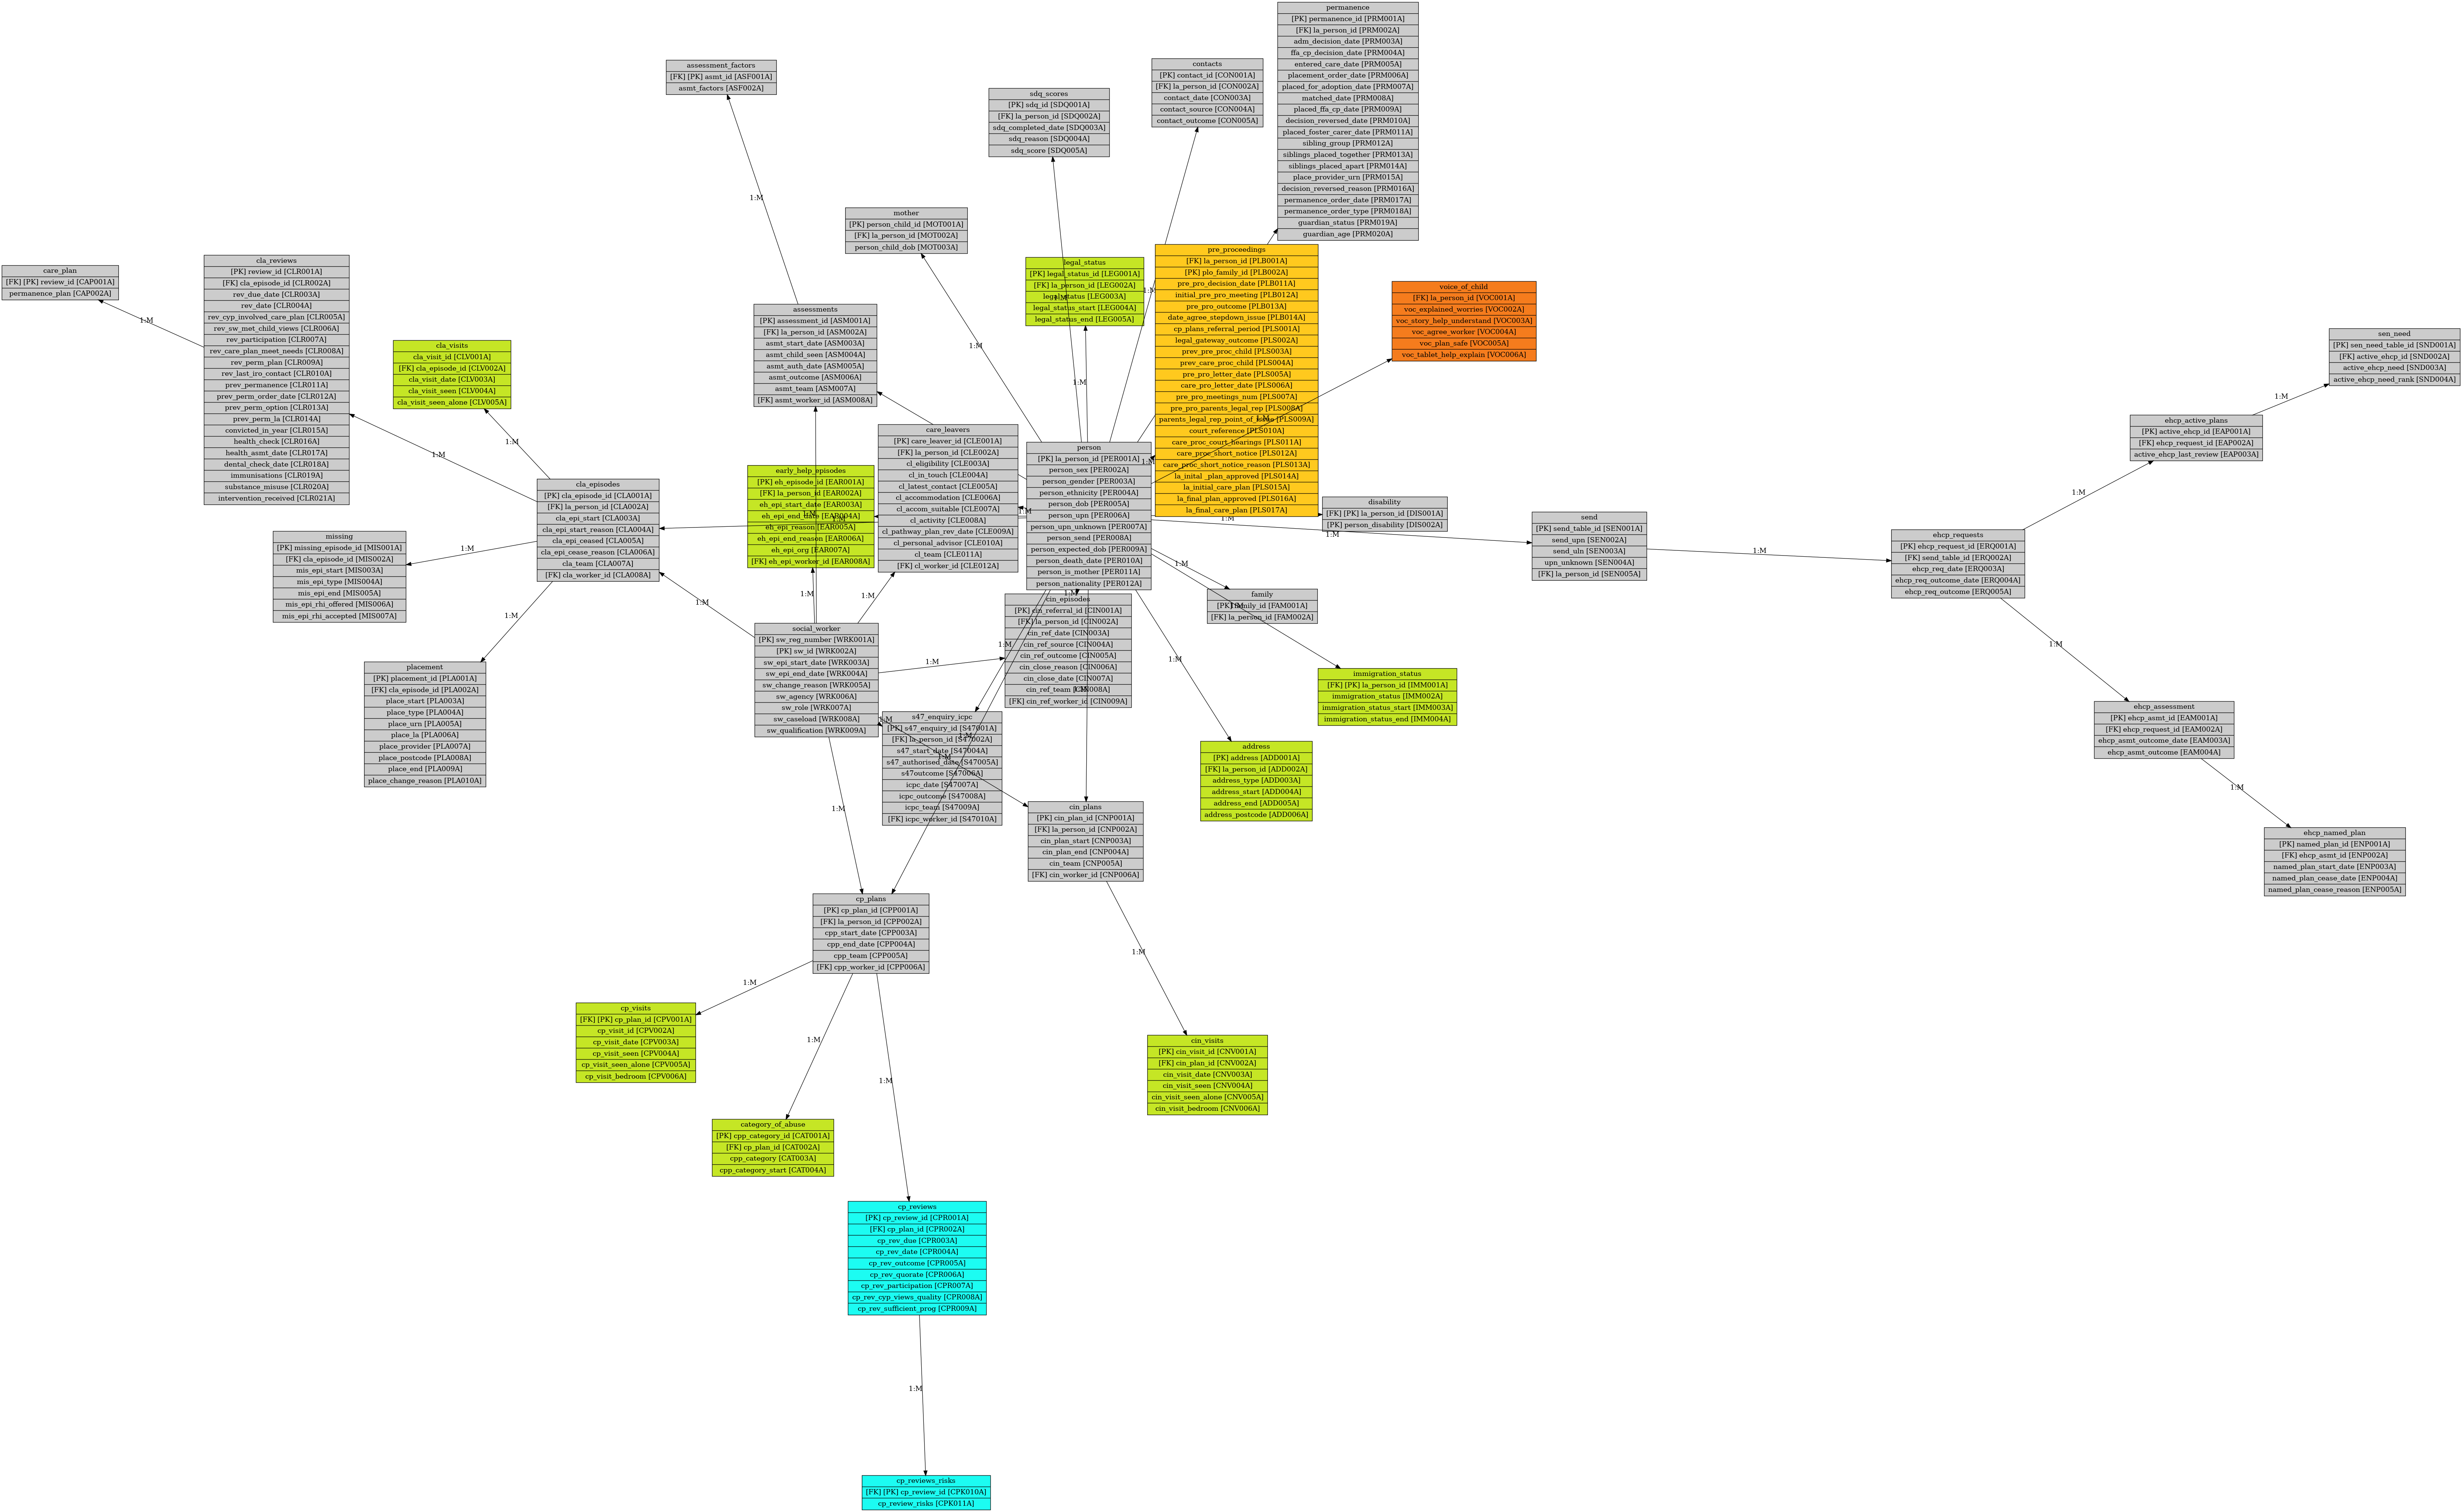 permanence
[PK] permanence_id [PRM001A]
[FK] la_person_id [PRM002A]
adm_decision_date [PRM003A]
ffa_cp_decision_date [PRM004A]
entered_care_date [PRM005A]
placement_order_date [PRM006A]
placed_for_adoption_date [PRM007A]
matched_date [PRM008A]
placed_ffa_cp_date [PRM009A]
decision_reversed_date [PRM010A]
placed_foster_carer_date [PRM011A]
sibling_group [PRM012A]
siblings_placed_together [PRM013A]
siblings_placed_apart [PRM014A]
place_provider_urn [PRM015A]
decision_reversed_reason [PRM016A]
permanence_order_date [PRM017A]
permanence_order_type [PRM018A]
guardian_status [PRM019A]
guardian_age [PRM020A]
assessment_factors
[FK] [PK] asmt_id [ASF001A]
asmt_factors [ASF002A]
contacts
[PK] contact_id [CON001A]
[FK] la_person_id [CON002A]
contact_date [CON003A]
contact_source [CON004A]
contact_outcome [CON005A]
sdq_scores
[PK] sdq_id [SDQ001A]
[FK] la_person_id [SDQ002A]
sdq_completed_date [SDQ003A]
sdq_reason [SDQ004A]
sdq_score [SDQ005A]
1:M
mother
[PK] person_child_id [MOT001A]
[FK] la_person_id [MOT002A]
person_child_dob [MOT003A]
care_plan
[FK] [PK] review_id [CAP001A]
permanence_plan [CAP002A]
1:M
cla_reviews
[PK] review_id [CLR001A]
[FK] cla_episode_id [CLR002A]
rev_due_date [CLR003A]
rev_date [CLR004A]
rev_cyp_involved_care_plan [CLR005A]
rev_sw_met_child_views [CLR006A]
rev_participation [CLR007A]
rev_care_plan_meet_needs [CLR008A]
rev_perm_plan [CLR009A]
rev_last_iro_contact [CLR010A]
prev_permanence [CLR011A]
prev_perm_order_date [CLR012A]
prev_perm_option [CLR013A]
prev_perm_la [CLR014A]
convicted_in_year [CLR015A]
health_check [CLR016A]
health_asmt_date [CLR017A]
dental_check_date [CLR018A]
immunisations [CLR019A]
substance_misuse [CLR020A]
intervention_received [CLR021A]
1:M
cla_visits
cla_visit_id [CLV001A]
[FK] cla_episode_id [CLV002A]
cla_visit_date [CLV003A]
cla_visit_seen [CLV004A]
cla_visit_seen_alone [CLV005A]
1:M
legal_status
[PK] legal_status_id [LEG001A]
[FK] la_person_id [LEG002A]
legal_status [LEG003A]
legal_status_start [LEG004A]
legal_status_end [LEG005A]
1:M
1:M
1:M
1:M
pre_proceedings
[FK] la_person_id [PLB001A]
[PK] plo_family_id [PLB002A]
pre_pro_decision_date [PLB011A]
initial_pre_pro_meeting [PLB012A]
pre_pro_outcome [PLB013A]
date_agree_stepdown_issue [PLB014A]
cp_plans_referral_period [PLS001A]
legal_gateway_outcome [PLS002A]
prev_pre_proc_child [PLS003A]
prev_care_proc_child [PLS004A]
pre_pro_letter_date [PLS005A]
care_pro_letter_date [PLS006A]
pre_pro_meetings_num [PLS007A]
pre_pro_parents_legal_rep [PLS008A]
parents_legal_rep_point_of_issue [PLS009A]
court_reference [PLS010A]
care_proc_court_hearings [PLS011A]
care_proc_short_notice [PLS012A]
care_proc_short_notice_reason [PLS013A]
la_inital _plan_approved [PLS014A]
la_initial_care_plan [PLS015A]
la_final_plan_approved [PLS016A]
la_final_care_plan [PLS017A]
1:M
1:M
voice_of_child
[FK] la_person_id [VOC001A]
voc_explained_worries [VOC002A]
voc_story_help_understand [VOC003A]
voc_agree_worker [VOC004A]
voc_plan_safe [VOC005A]
voc_tablet_help_explain [VOC006A]
sen_need
[PK] sen_need_table_id [SND001A]
[FK] active_ehcp_id [SND002A]
active_ehcp_need [SND003A]
active_ehcp_need_rank [SND004A]
1:M
ehcp_active_plans
[PK] active_ehcp_id [EAP001A]
[FK] ehcp_request_id [EAP002A]
active_ehcp_last_review [EAP003A]
1:M
assessments
[PK] assessment_id [ASM001A]
[FK] la_person_id [ASM002A]
asmt_start_date [ASM003A]
asmt_child_seen [ASM004A]
asmt_auth_date [ASM005A]
asmt_outcome [ASM006A]
asmt_team [ASM007A]
[FK] asmt_worker_id [ASM008A]
care_leavers
[PK] care_leaver_id [CLE001A]
[FK] la_person_id [CLE002A]
cl_eligibility [CLE003A]
cl_in_touch [CLE004A]
cl_latest_contact [CLE005A]
cl_accommodation [CLE006A]
cl_accom_suitable [CLE007A]
cl_activity [CLE008A]
cl_pathway_plan_rev_date [CLE009A]
cl_personal_advisor [CLE010A]
cl_team [CLE011A]
[FK] cl_worker_id [CLE012A]
1:M
person
[PK] la_person_id [PER001A]
person_sex [PER002A]
person_gender [PER003A]
person_ethnicity [PER004A]
person_dob [PER005A]
person_upn [PER006A]
person_upn_unknown [PER007A]
person_send [PER008A]
person_expected_dob [PER009A]
person_death_date [PER010A]
person_is_mother [PER011A]
person_nationality [PER012A]
early_help_episodes
[PK] eh_episode_id [EAR001A]
[FK] la_person_id [EAR002A]
eh_epi_start_date [EAR003A]
eh_epi_end_date [EAR004A]
eh_epi_reason [EAR005A]
eh_epi_end_reason [EAR006A]
eh_epi_org [EAR007A]
[FK] eh_epi_worker_id [EAR008A]
1:M
1:M
cla_episodes
[PK] cla_episode_id [CLA001A]
[FK] la_person_id [CLA002A]
cla_epi_start [CLA003A]
cla_epi_start_reason [CLA004A]
cla_epi_ceased [CLA005A]
cla_epi_cease_reason [CLA006A]
cla_team [CLA007A]
[FK] cla_worker_id [CLA008A]
disability
[FK] [PK] la_person_id [DIS001A]
[PK] person_disability [DIS002A]
1:M
1:M
send
[PK] send_table_id [SEN001A]
send_upn [SEN002A]
send_uln [SEN003A]
upn_unknown [SEN004A]
[FK] la_person_id [SEN005A]
1:M
ehcp_requests
[PK] ehcp_request_id [ERQ001A]
[FK] send_table_id [ERQ002A]
ehcp_req_date [ERQ003A]
ehcp_req_outcome_date [ERQ004A]
ehcp_req_outcome [ERQ005A]
1:M
missing
[PK] missing_episode_id [MIS001A]
[FK] cla_episode_id [MIS002A]
mis_epi_start [MIS003A]
mis_epi_type [MIS004A]
mis_epi_end [MIS005A]
mis_epi_rhi_offered [MIS006A]
mis_epi_rhi_accepted [MIS007A]
1:M
1:M
1:M
1:M
1:M
1:M
family
[PK] family_id [FAM001A]
[FK] la_person_id [FAM002A]
1:M
1:M
cin_episodes
[PK] cin_referral_id [CIN001A]
[FK] la_person_id [CIN002A]
cin_ref_date [CIN003A]
cin_ref_source [CIN004A]
cin_ref_outcome [CIN005A]
cin_close_reason [CIN006A]
cin_close_date [CIN007A]
cin_ref_team [CIN008A]
[FK] cin_ref_worker_id [CIN009A]
1:M
1:M
1:M
social_worker
[PK] sw_reg_number [WRK001A]
[PK] sw_id [WRK002A]
sw_epi_start_date [WRK003A]
sw_epi_end_date [WRK004A]
sw_change_reason [WRK005A]
sw_agency [WRK006A]
sw_role [WRK007A]
sw_caseload [WRK008A]
sw_qualification [WRK009A]
1:M
placement
[PK] placement_id [PLA001A]
[FK] cla_episode_id [PLA002A]
place_start [PLA003A]
place_type [PLA004A]
place_urn [PLA005A]
place_la [PLA006A]
place_provider [PLA007A]
place_postcode [PLA008A]
place_end [PLA009A]
place_change_reason [PLA010A]
1:M
immigration_status
[FK] [PK] la_person_id [IMM001A]
immigration_status [IMM002A]
immigration_status_start [IMM003A]
immigration_status_end [IMM004A]
ehcp_assessment
[PK] ehcp_asmt_id [EAM001A]
[FK] ehcp_request_id [EAM002A]
ehcp_asmt_outcome_date [EAM003A]
ehcp_asmt_outcome [EAM004A]
1:M
s47_enquiry_icpc
[PK] s47_enquiry_id [S47001A]
[FK] la_person_id [S47002A]
s47_start_date [S47004A]
s47_authorised_date [S47005A]
s47outcome [S47006A]
icpc_date [S47007A]
icpc_outcome [S47008A]
icpc_team [S47009A]
[FK] icpc_worker_id [S47010A]
1:M
1:M
1:M
address
[PK] address [ADD001A]
[FK] la_person_id [ADD002A]
address_type [ADD003A]
address_start [ADD004A]
address_end [ADD005A]
address_postcode [ADD006A]
cin_plans
[PK] cin_plan_id [CNP001A]
[FK] la_person_id [CNP002A]
cin_plan_start [CNP003A]
cin_plan_end [CNP004A]
cin_team [CNP005A]
[FK] cin_worker_id [CNP006A]
1:M
ehcp_named_plan
[PK] named_plan_id [ENP001A]
[FK] ehcp_asmt_id [ENP002A]
named_plan_start_date [ENP003A]
named_plan_cease_date [ENP004A]
named_plan_cease_reason [ENP005A]
cp_plans
[PK] cp_plan_id [CPP001A]
[FK] la_person_id [CPP002A]
cpp_start_date [CPP003A]
cpp_end_date [CPP004A]
cpp_team [CPP005A]
[FK] cpp_worker_id [CPP006A]
1:M
1:M
cp_visits
[FK] [PK] cp_plan_id [CPV001A]
cp_visit_id [CPV002A]
cp_visit_date [CPV003A]
cp_visit_seen [CPV004A]
cp_visit_seen_alone [CPV005A]
cp_visit_bedroom [CPV006A]
1:M
1:M
cin_visits
[PK] cin_visit_id [CNV001A]
[FK] cin_plan_id [CNV002A]
cin_visit_date [CNV003A]
cin_visit_seen [CNV004A]
cin_visit_seen_alone [CNV005A]
cin_visit_bedroom [CNV006A]
category_of_abuse
[PK] cpp_category_id [CAT001A]
[FK] cp_plan_id [CAT002A]
cpp_category [CAT003A]
cpp_category_start [CAT004A]
cp_reviews
[PK] cp_review_id [CPR001A]
[FK] cp_plan_id [CPR002A]
cp_rev_due [CPR003A]
cp_rev_date [CPR004A]
cp_rev_outcome [CPR005A]
cp_rev_quorate [CPR006A]
cp_rev_participation [CPR007A]
cp_rev_cyp_views_quality [CPR008A]
cp_rev_sufficient_prog [CPR009A]
1:M
cp_reviews_risks
[FK] [PK] cp_review_id [CPK010A]
cp_review_risks [CPK011A]